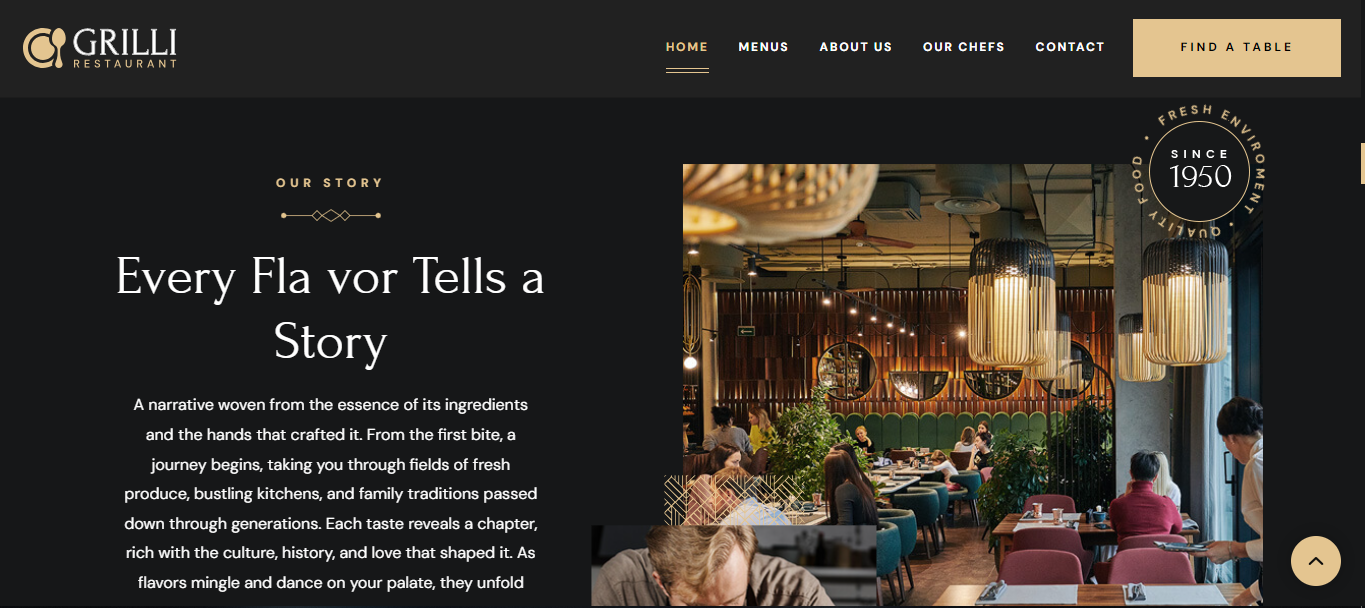 GRILLI
RESTAURANT
HOME
MENUS
ABOUT US
OUR CHEFS
CONTACT
FIND A TABLE
OUR STORY
Every Fla vor Tells a
Story
A narrative woven from the essence of its ingredients
and the hands that crafted it. From the first bite, a
journey begins, taking you through fields of fresh
produce, bustling kitchens, and family traditions passed
down through generations. Each taste reveals a chapter,
rich with the culture, history, and love that shaped it. As
flavors mingle and dance on your palate, they unfold
• FRESH ENVIROMENT • QUALITY FOOD
SINCE
1950